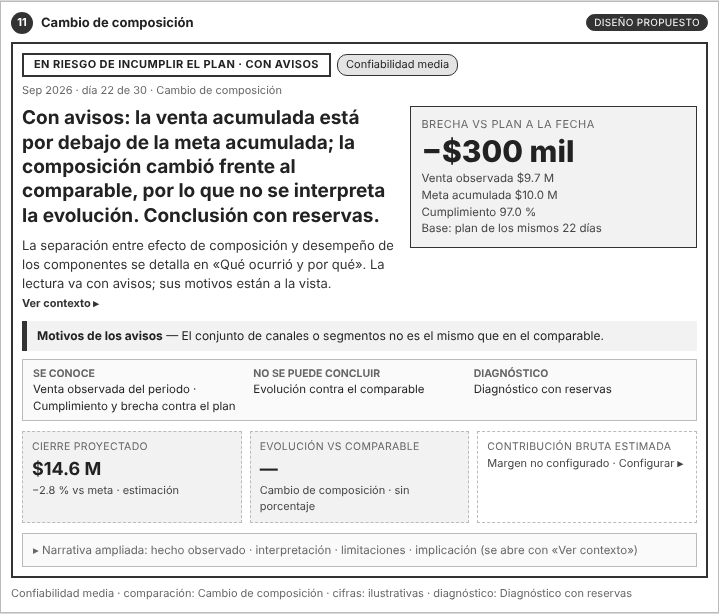 11 Cambio de composición
DISEÑO PROPUESTO
EN RIESGO DE INCUMPLIR EL PLAN · CON AVISOS
Confiabilidad media
Sep 2026 · día 22 de 30 · Cambio de composición
Con avisos: la venta acumulada está
por debajo de la meta acumulada; la
composición cambió frente al
comparable, por lo que no se interpreta
la evolución. Conclusión con reservas.
La separación entre efecto de composición y desempeño de
los componentes se detalla en «Qué ocurrió y por qué». La
lectura va con avisos; sus motivos están a la vista.
Ver contexto ▸
BRECHA VS PLAN A LA FECHA
−$300 mil
Venta observada $9.7 M
Meta acumulada $10.0 M
Cumplimiento 97.0 %
Base: plan de los mismos 22 días
Motivos de los avisos — El conjunto de canales o segmentos no es el mismo que en el comparable.
SE CONOCE
Venta observada del periodo ·
Cumplimiento y brecha contra el plan
NO SE PUEDE CONCLUIR
Evolución contra el comparable
DIAGNÓSTICO
Diagnóstico con reservas
CIERRE PROYECTADO
$14.6 M
−2.8 % vs meta · estimación
EVOLUCIÓN VS COMPARABLE
—
Cambio de composición · sin
porcentaje
CONTRIBUCIÓN BRUTA ESTIMADA
Margen no configurado · Configurar ▸
▸ Narrativa ampliada: hecho observado · interpretación · limitaciones · implicación (se abre con «Ver contexto»)
Confiabilidad media · comparación: Cambio de composición · cifras: ilustrativas · diagnóstico: Diagnóstico con reservas